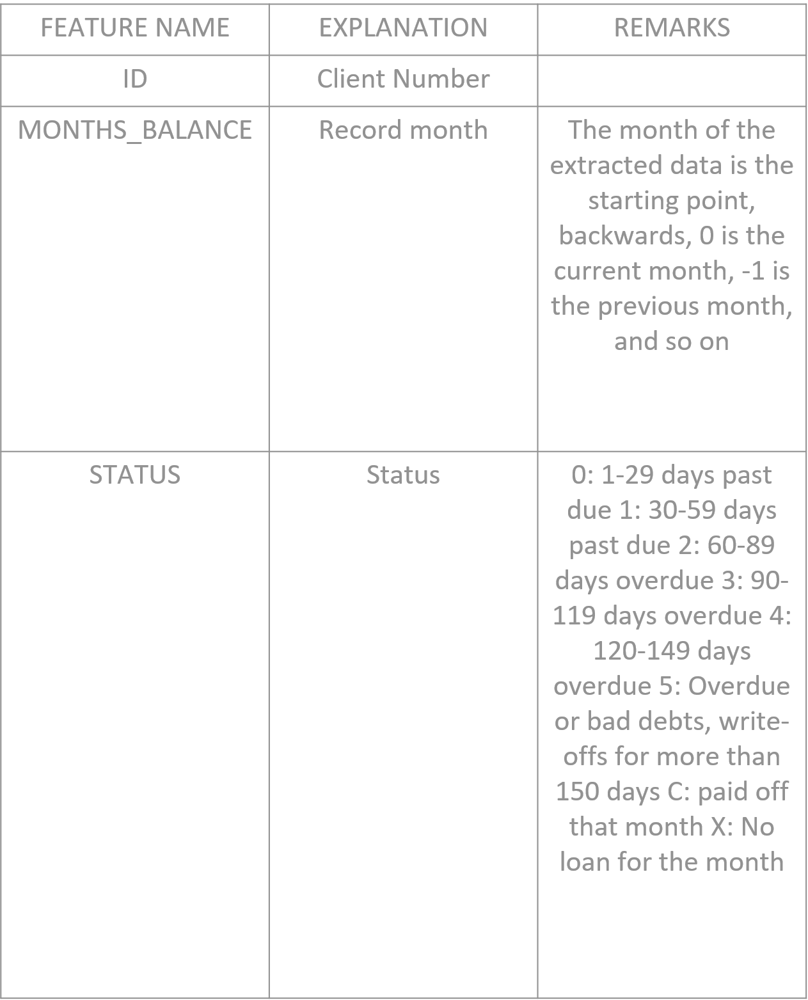 FEATURE NAME
EXPLANATION
REMARKS
ID
Client Number
MONTHS_BALANCE
Record month
The month of the
extracted data is the
starting point,
backwards, 0 is the
current month, -1 is
the previous month,
and so on
STATUS
Status
0: 1-29 days past
due 1: 30-59 days
past due 2: 60-89
days overdue 3: 90-
119 days overdue 4:
120-149 days
overdue 5: Overdue
or bad debts, write-
offs for more than
150 days C: paid off
that month X: No
loan for the month